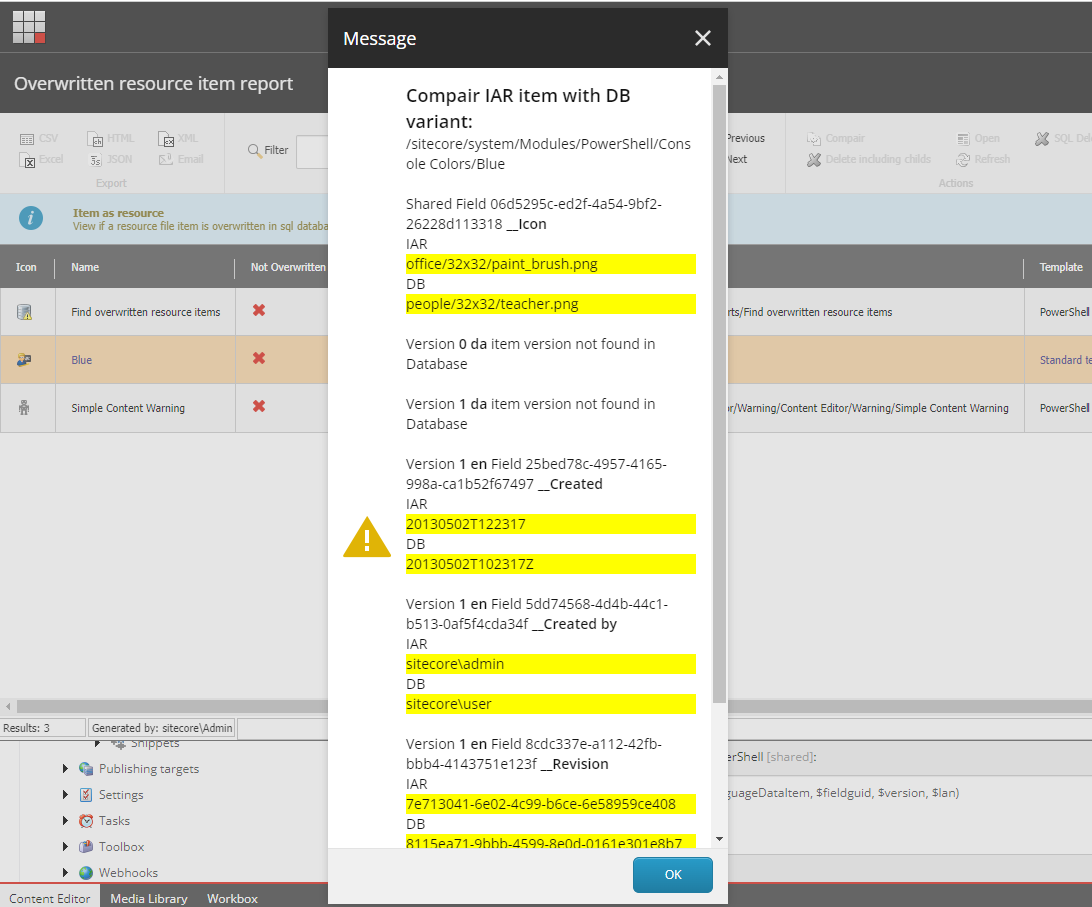 Message
Overwritten resource item report
CSV
HTML
XML
Excel
JSON
Email
Export
Filter
Previous
Next
Compair
Delete including childs
Open
Refresh
SQL Del
Actions
Item as resource
View if a resource file item is overwritten in sql databa
Icon
Name
Not Overwritten
Template
Find overwritten resource items
rts/Find overwritten resource items
PowerShell
Blue
Standard te
Simple Content Warning
or/Warning/Content Editor/Warning/Simple Content Warning
PowerShell
Compair IAR item with DB
variant:
/sitecore/system/Modules/PowerShell/Cons
ole Colors/Blue
Shared Field 06d5295c-ed2f-4a54-9bf2-
26228d113318 __Icon
IAR
office/32x32/paint_brush.png
DB
people/32x32/teacher.png
Version 0 da item version not found in
Database
Version 1 da item version not found in
Database
Version 1 en Field 25bed78c-4957-4165-
998a-ca1b52f67497 __Created
IAR
20130502T122317
DB
20130502T102317Z
Version 1 en Field 5dd74568-4d4b-44c1-
b513-0af5f4cda34f __Created by
IAR
sitecore\admin
DB
sitecore\user
Version 1 en Field 8cdc337e-a112-42fb-
bbb4-4143751e123f __Revision
IAR
7e713041-6e02-4c99-b6ce-6e58959ce408
DB
8115ea71-9bbb-4599-8e0d-0161e301e8b7
OK
Results: 3
Generated by: sitecore\Admin
Snippets
Publishing targets
Settings
Tasks
Toolbox
Webhooks
erShell [shared]:
guageDataItem, $fieldguid, $version, $lan)
Content Editor
Media Library
Workbox